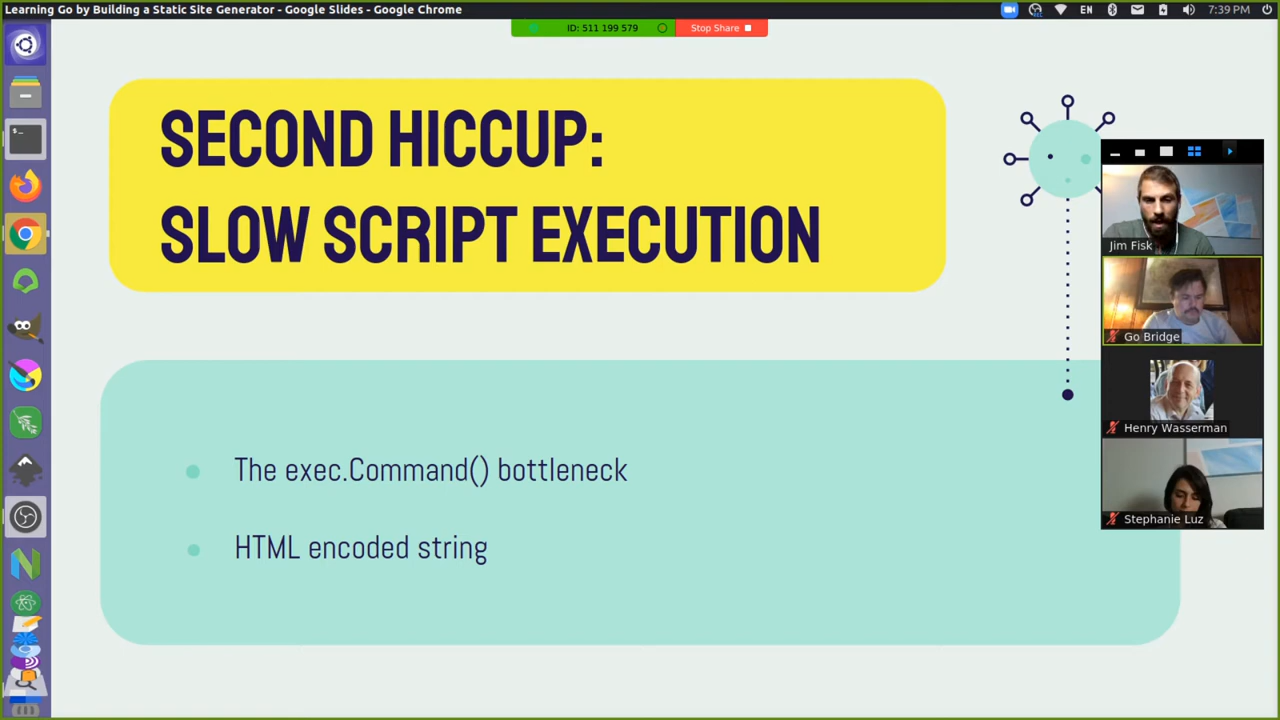 Learning Go by Building a Static Site Generator - Google Slides - Google Chrome
EN
7:39 PM
ID: 511 199 579
Stop Share
SECOND HICCUP:
SLOW SCRIPT EXECUTION
Jim Fisk
Go Bridge
Henry Wasserman
Stephanie Luz
The exec.Command() bottleneck
HTML encoded string